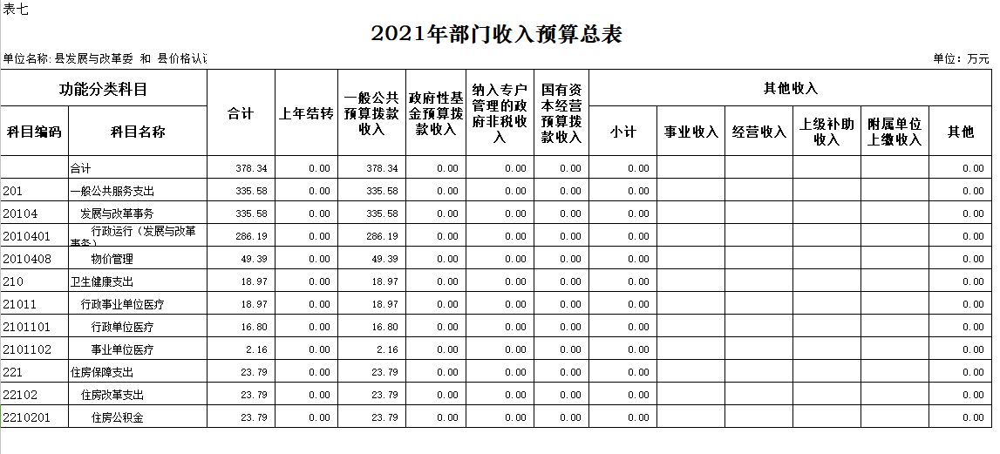 表七
2021年部门收入预算总表
单位名称: 县发展与改革委 和 县价格认
单位: 万元
功能分类科目 合计 上年结转 一般公共预算拨款收入 政府性基金预算拨款收入 纳入专户管理的政府非税收入 国有资本经营预算拨款收入 其他收入
科目编码 科目名称 小计 事业收入 经营收入 上级补助收入 附属单位上缴收入 其他
合计 378.34 0.00 378.34 0.00 0.00 0.00 0.00 0.00
201 一般公共服务支出 335.58 0.00 335.58 0.00 0.00 0.00 0.00 0.00
20104 发展与改革事务 335.58 0.00 335.58 0.00 0.00 0.00 0.00 0.00
2010401 行政运行（发展与改革事务） 286.19 0.00 286.19 0.00 0.00 0.00 0.00 0.00
2010408 物价管理 49.39 0.00 49.39 0.00 0.00 0.00 0.00 0.00
210 卫生健康支出 18.97 0.00 18.97 0.00 0.00 0.00 0.00 0.00
21011 行政事业单位医疗 18.97 0.00 18.97 0.00 0.00 0.00 0.00 0.00
2101101 行政单位医疗 16.80 0.00 16.80 0.00 0.00 0.00 0.00 0.00
2101102 事业单位医疗 2.16 0.00 2.16 0.00 0.00 0.00 0.00 0.00
221 住房保障支出 23.79 0.00 23.79 0.00 0.00 0.00 0.00 0.00
22102 住房改革支出 23.79 0.00 23.79 0.00 0.00 0.00 0.00 0.00
2210201 住房公积金 23.79 0.00 23.79 0.00 0.00 0.00 0.00 0.00